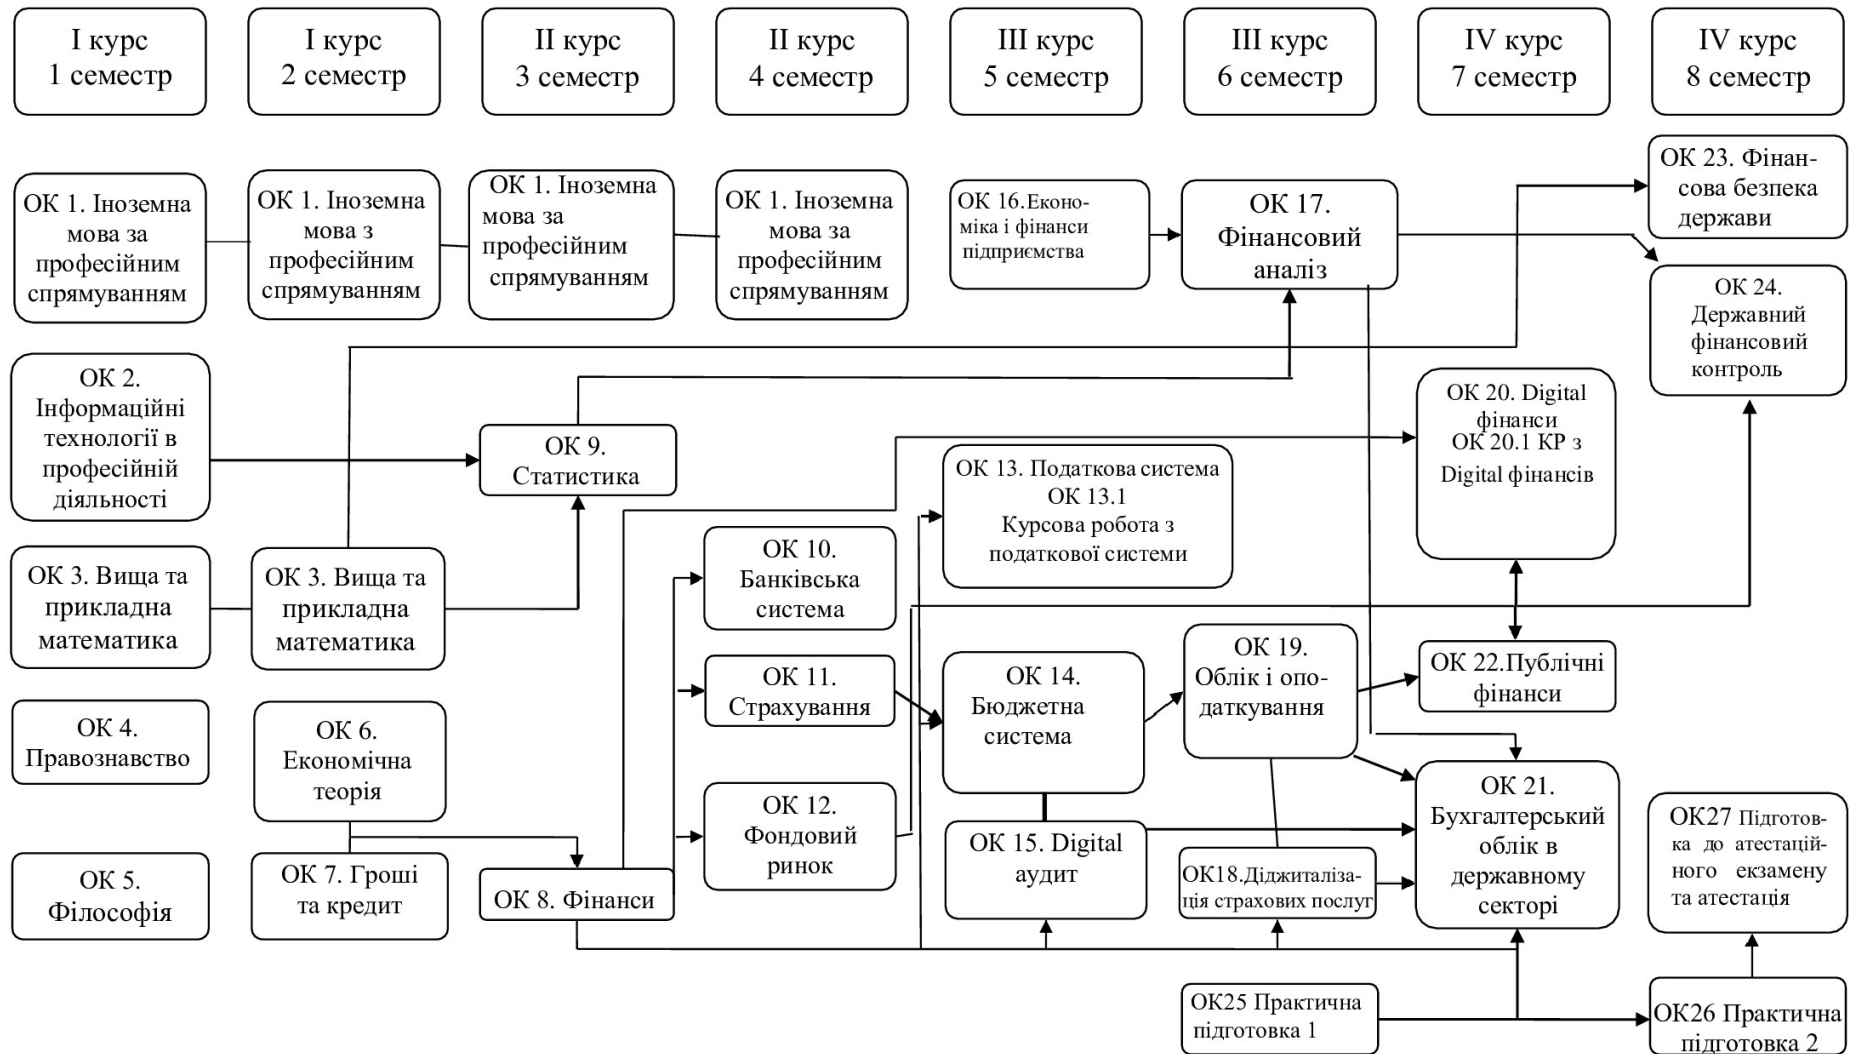 І курс
1 семестр
І курс
2 семестр
ІІ курс
3 семестр
ІІ курс
4 семестр
ІІІ курс
5 семестр
ІІІ курс
6 семестр
IV курс
7 семестр
IV курс
8 семестр
ОК 1. Іноземна
мова за
професійним
спрямуванням
ОК 1. Іноземна
мова з
професійним
спрямуванням
ОК 1. Іноземна
мова за
професійним
спрямуванням
ОК 1. Іноземна
мова за
професійним
спрямуванням
ОК 16.Еконо-
міка і фінанси
підприємства
ОК 17.
Фінансовий
аналіз
ОК 23. Фінан-
сова безпека
держави
ОК 24.
Державний
фінансовий
контроль
ОК 2.
Інформаційні
технології в
професійній
діяльності
ОК 9.
Статистика
ОК 13. Податкова система
ОК 13.1
Курсова робота з
податкової системи
ОК 20. Digital
фінанси
ОК 20.1 КР з
Digital фінансів
ОК 3. Вища та
прикладна
математика
ОК 3. Вища та
прикладна
математика
ОК 10.
Банківська
система
ОК 11.
Страхування
ОК 14.
Бюджетна
система
ОК 19.
Облік і опо-
даткування
ОК 22.Публічні
фінанси
ОК 4.
Правознавство
ОК 6.
Економічна
теорія
ОК 12.
Фондовий
ринок
ОК 21.
Бухгалтерський
облік в
державному
секторі
ОК 5.
Філософія
ОК 7. Гроші
та кредит
ОК 8. Фінанси
ОК 15. Digital
аудит
ОК18.Діджиталіза-
ція страхових послуг
ОК27 Підготов-
ка до атестацій-
ного екзамену
та атестація
ОК25 Практична
підготовка 1
ОК26 Практична
підготовка 2